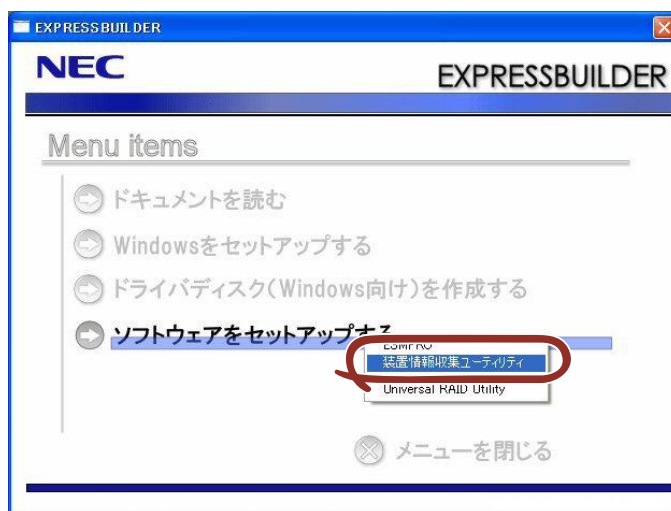 EXPRESSBUILDER
NEC
EXPRESSBUILDER
Menu items
ドキュメントを読む
Windowsをセットアップする
ドライバディスク(Windows向け)を作成する
ソフトウェアをセットアップする
ESMPRO
装置情報収集ユーティリティ
Universal RAID Utility
メニューを閉じる